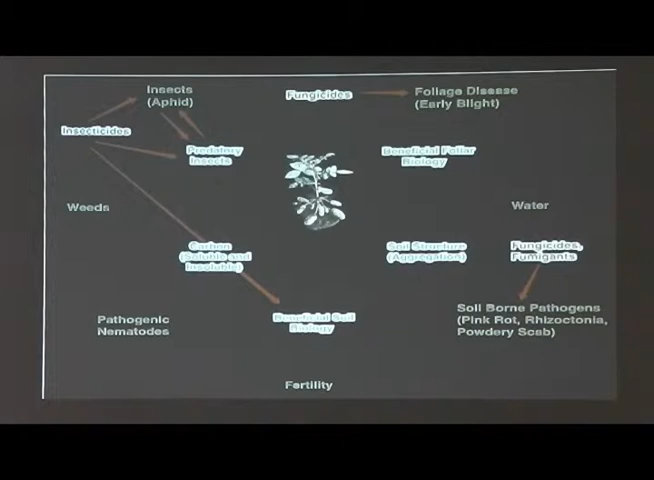 Insects
(Aphid)
Fungicides
Foliage Disease
(Early Blight)
Insecticides
Predatory
Insects
Beneficial Foliar
Biology
Weeds
Water
Carbon
(Soluble and
Insoluble)
Soil Structure
(Aggregation)
Fungicides,
Fumigants
Pathogenic
Nematodes
Beneficial Soil
Biology
Soil Borne Pathogens
(Pink Rot, Rhizoctonia,
Powdery Scab)
Fertility